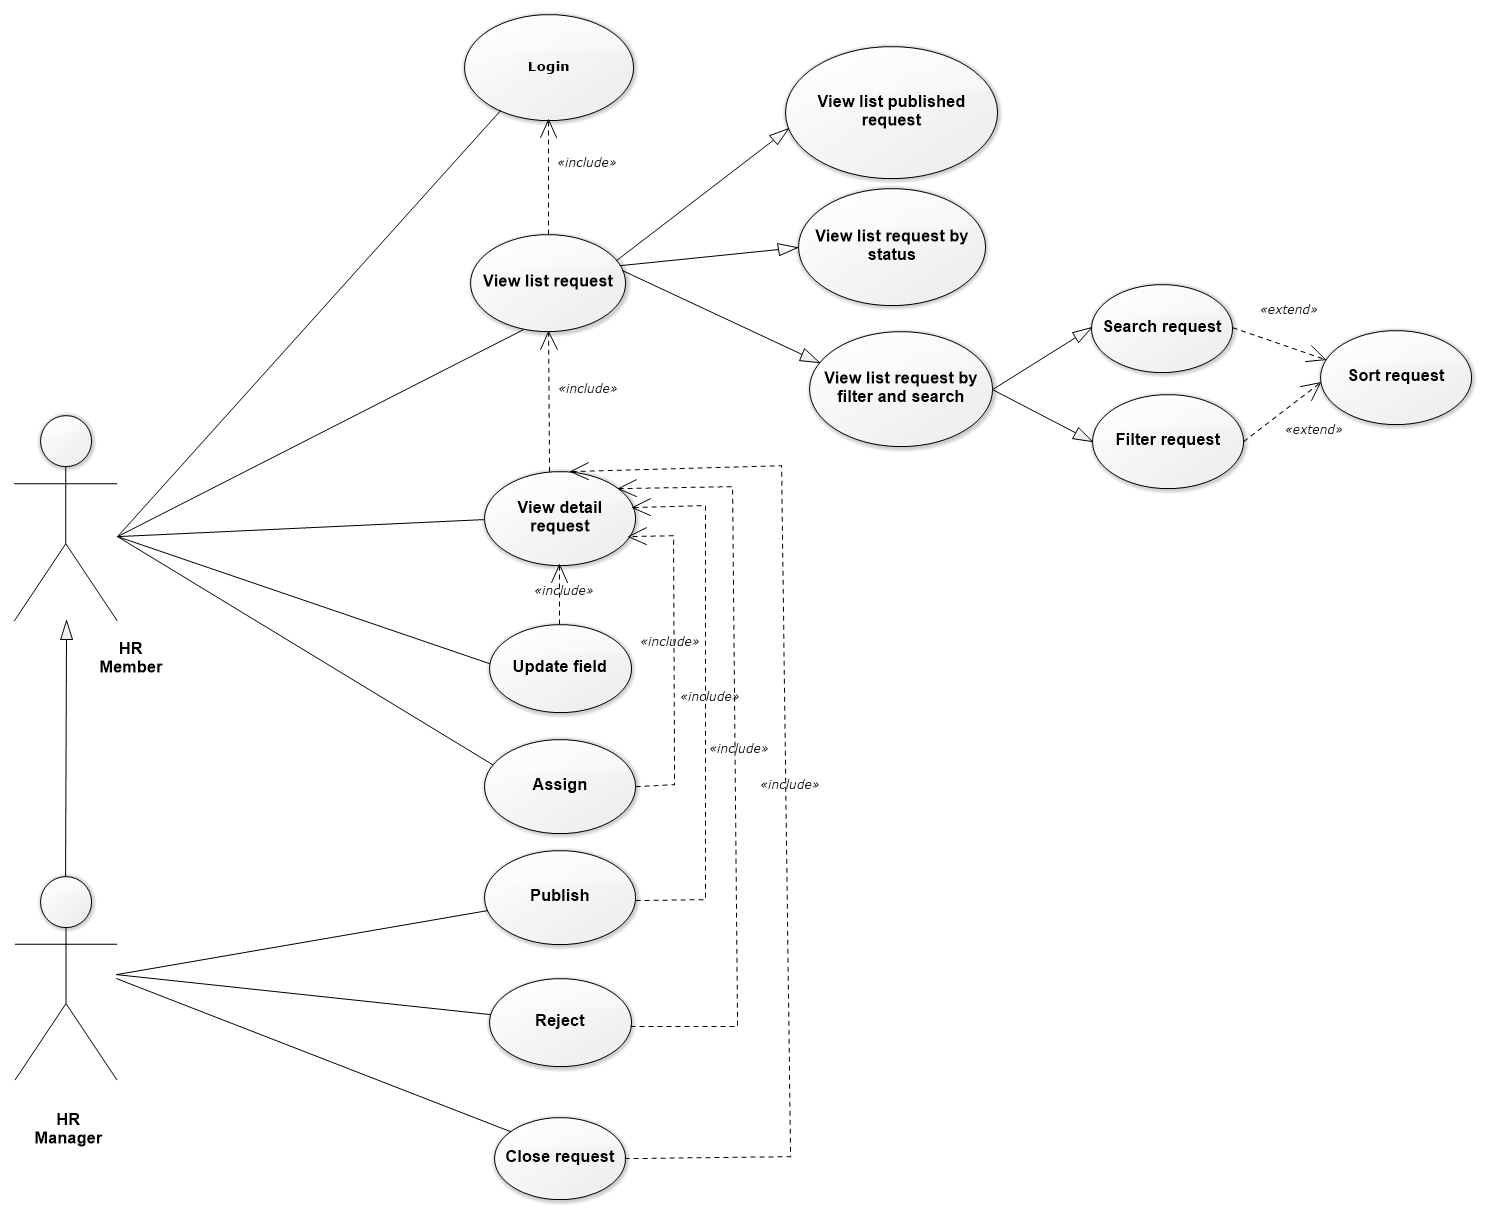 Login
View list published
request
«include»
View list request by
status
View list request
«extend»
Search request
Sort request
View list request by
filter and search
«include»
«extend»
Filter request
View detail
request
«include»
«include»
HR
Member
Update field
«include»
«include»
Assign
«include»
Publish
Reject
HR
Manager
Close request